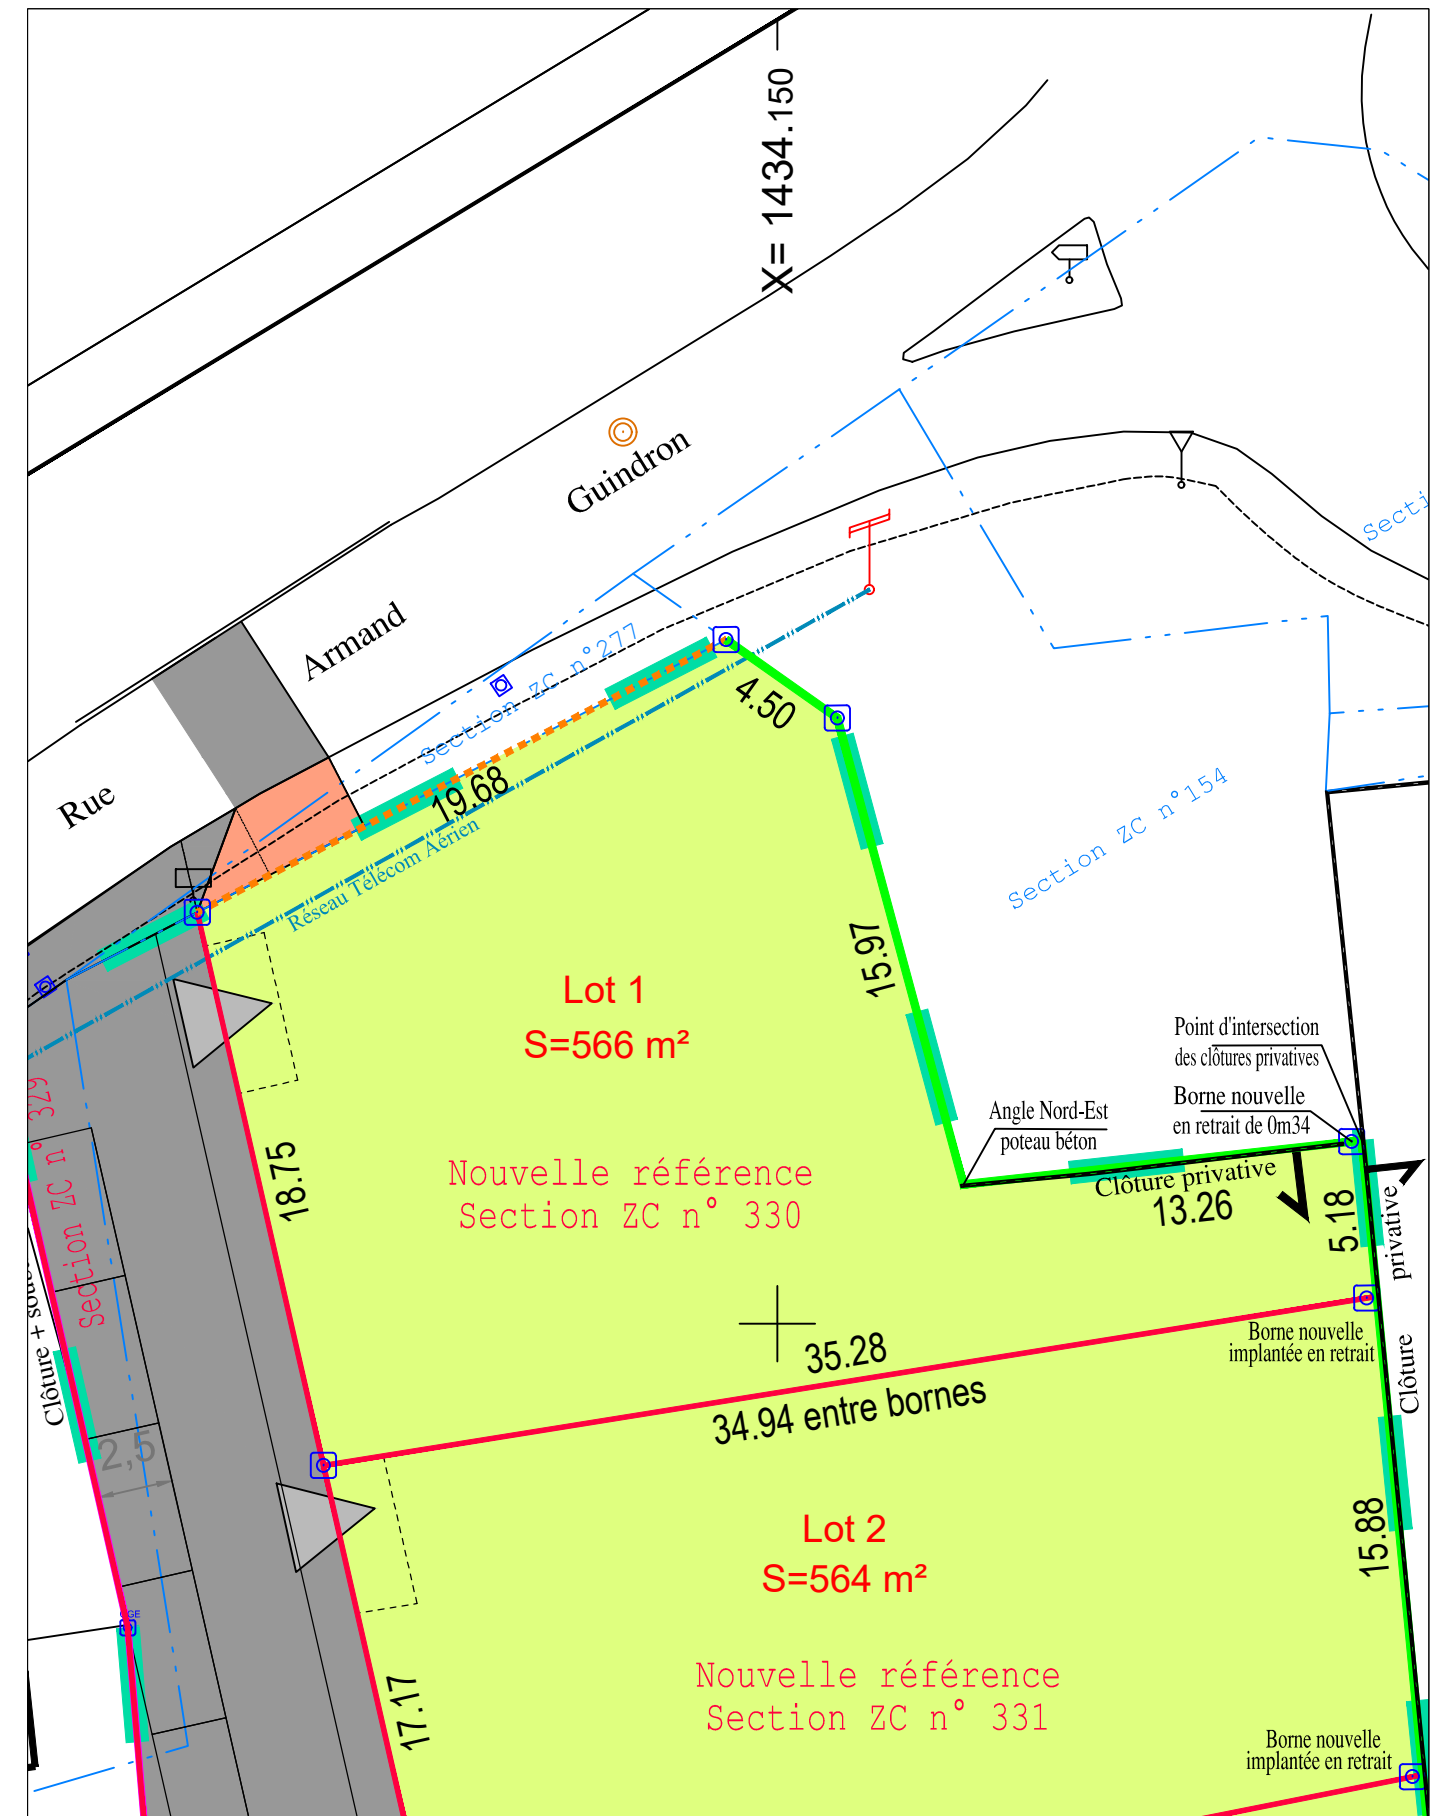 X= 1434.150
Guindron
Armand
Rue
Section ZC n°277
4.50
19.68
Réseau Télécom Aérien
Section ZC n°154
15.97
Lot 1
S=566 m²
Point d'intersection
des clôtures privatives
Borne nouvelle
en retrait de 0m34
Angle Nord-Est
poteau béton
Clôture privative
13.26
5.18
Clôture privative
Section ZC n° 329
18.75
Nouvelle référence
Section ZC n° 330
Clôture +
35.28
34.94 entre bornes
Borne nouvelle
implantée en retrait
2,5
Lot 2
S=564 m²
15.88
17.17
Nouvelle référence
Section ZC n° 331
Borne nouvelle
implantée en retrait